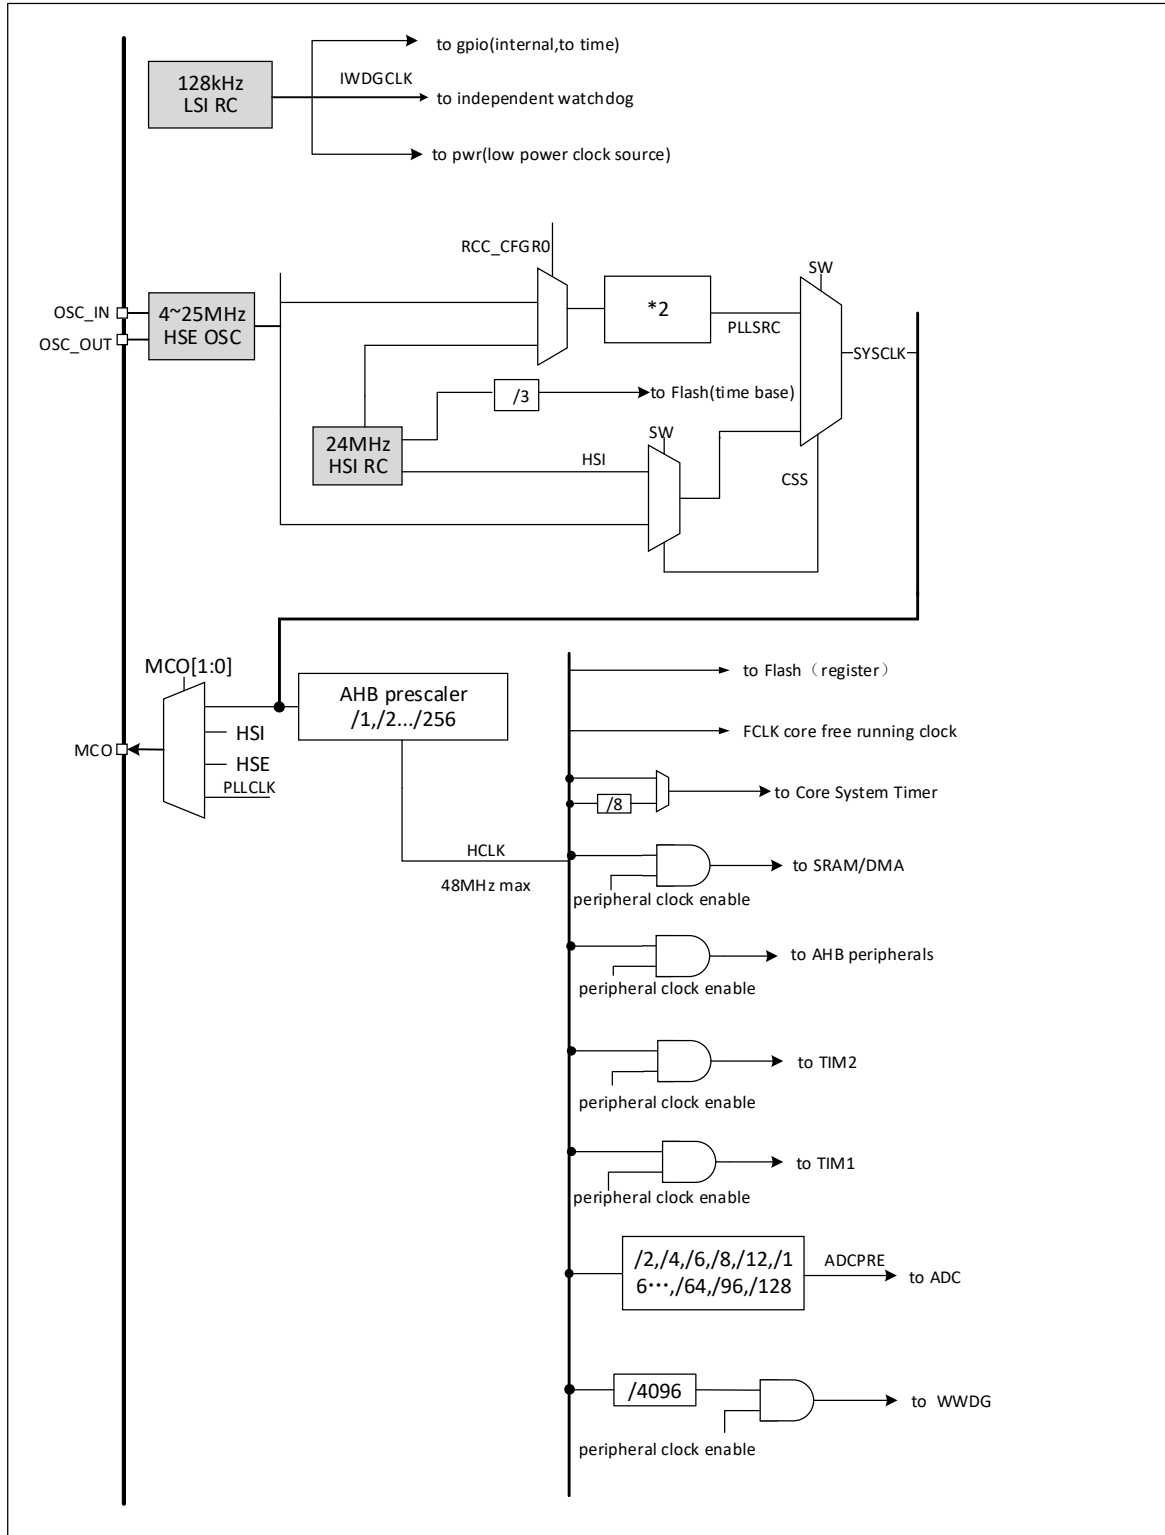 to gpio(internal,to time)
128kHz
LSI RC
IWDGCLK
to independent watchdog
to pwr(low power clock source)
RCC_CFGR0
SW
OSC_IN
OSC_OUT
4~25MHz
HSE OSC
*2
PLLSRC
SYSCLK
/3
to Flash(time base)
24MHz
HSI RC
HSI
SW
CSS
MCO[1:0]
AHB prescaler
/1,/2.../256
HSI
HSE
PLLCLK
MCO
HCLK
48MHz max
to Flash（register）
FCLK core free running clock
/8
to Core System Timer
to SRAM/DMA
peripheral clock enable
to AHB peripherals
peripheral clock enable
to TIM2
peripheral clock enable
to TIM1
peripheral clock enable
/2,/4,/6,/8,/12,/1
6···,/64,/96,/128
ADCPRE
to ADC
/4096
to WWDG
peripheral clock enable